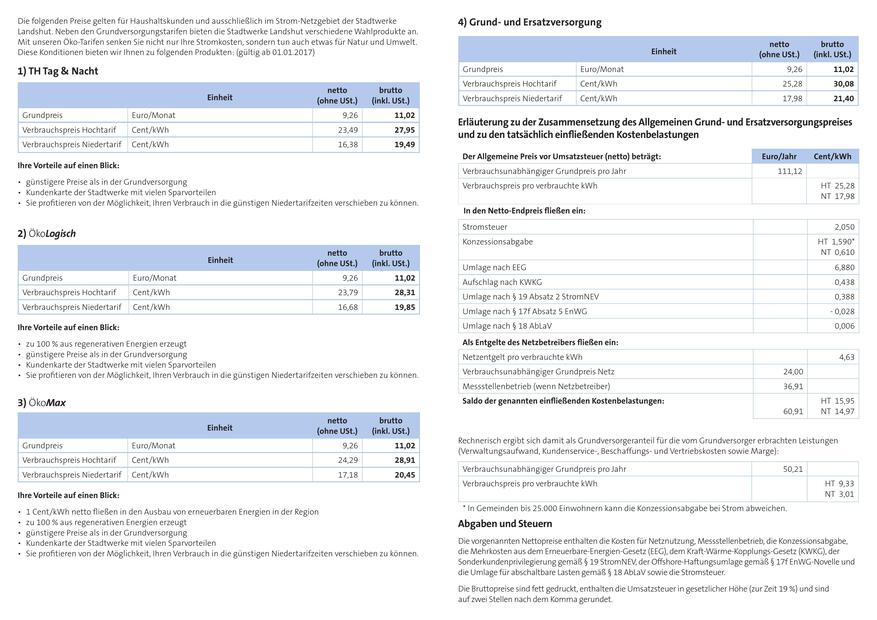 Die folgenden Preise gelten für Haushaltskunden und ausschließlich im Strom-Netzgebiet der Stadtwerke
Landshut. Neben den Grundversorgungstarifen bieten die Stadtwerke Landshut verschiedene Wahlprodukte an.
Mit unseren Öko-Tarifen senken Sie nicht nur Ihre Stromkosten, sondern tun auch etwas für Natur und Umwelt.
Diese Konditionen bieten wir Ihnen zu folgenden Produkten: (gültig ab 01.01.2017)
1) TH Tag & Nacht
Einheit netto (ohne USt.) brutto (inkl. USt.)
Grundpreis Euro/Monat 9,26 11,02
Verbrauchspreis Hochtarif Cent/kWh 23,49 27,95
Verbrauchspreis Niedertarif Cent/kWh 16,38 19,49
Ihre Vorteile auf einen Blick:
• günstigere Preise als in der Grundversorgung
• Kundenkarte der Stadtwerke mit vielen Sparvorteilen
• Sie profitieren von der Möglichkeit, Ihren Verbrauch in die günstigen Niedertarifzeiten verschieben zu können.
2) ÖkoLogisch
Einheit netto (ohne USt.) brutto (inkl. USt.)
Grundpreis Euro/Monat 9,26 11,02
Verbrauchspreis Hochtarif Cent/kWh 23,79 28,31
Verbrauchspreis Niedertarif Cent/kWh 16,68 19,85
Ihre Vorteile auf einen Blick:
• zu 100 % aus regenerativen Energien erzeugt
• günstigere Preise als in der Grundversorgung
• Kundenkarte der Stadtwerke mit vielen Sparvorteilen
• Sie profitieren von der Möglichkeit, Ihren Verbrauch in die günstigen Niedertarifzeiten verschieben zu können.
3) ÖkoMax
Einheit netto (ohne USt.) brutto (inkl. USt.)
Grundpreis Euro/Monat 9,26 11,02
Verbrauchspreis Hochtarif Cent/kWh 24,29 28,91
Verbrauchspreis Niedertarif Cent/kWh 17,18 20,45
Ihre Vorteile auf einen Blick:
• 1 Cent/kWh netto fließen in den Ausbau von erneuerbaren Energien in der Region
• zu 100 % aus regenerativen Energien erzeugt
• günstigere Preise als in der Grundversorgung
• Kundenkarte der Stadtwerke mit vielen Sparvorteilen
• Sie profitieren von der Möglichkeit, Ihren Verbrauch in die günstigen Niedertarifzeiten verschieben zu können.
4) Grund- und Ersatzversorgung
Einheit netto (ohne USt.) brutto (inkl. USt.)
Grundpreis Euro/Monat 9,26 11,02
Verbrauchspreis Hochtarif Cent/kWh 25,28 30,08
Verbrauchspreis Niedertarif Cent/kWh 17,98 21,40
Erläuterung zu der Zusammensetzung des Allgemeinen Grund- und Ersatzversorgungspreises
und zu den tatsächlich einfließenden Kostenbelastungen
Der Allgemeine Preis vor Umsatzsteuer (netto) beträgt: Euro/Jahr Cent/kWh
Verbrauchsunabhängiger Grundpreis pro Jahr 111,12
Verbrauchspreis pro verbrauchte kWh HT 25,28
NT 17,98
In den Netto-Endpreis fließen ein:
Stromsteuer 2,050
Konzessionsabgabe HT 1,590*
NT 0,610
Umlage nach EEG 6,880
Aufschlag nach KWKG 0,438
Umlage nach § 19 Absatz 2 StromNEV 0,388
Umlage nach § 17f Absatz 5 EnWG - 0,028
Umlage nach § 18 AbLaV 0,006
Als Entgelte des Netzbetreibers fließen ein:
Netzentgelt pro verbrauchte kWh 4,63
Verbrauchsunabhängiger Grundpreis Netz 24,00
Messstellenbetrieb (wenn Netzbetreiber) 36,91
Saldo der genannten einfließenden Kostenbelastungen: HT 15,95
60,91 NT 14,97
Rechnerisch ergibt sich damit als Grundversorgeranteil für die vom Grundversorger erbrachten Leistungen
(Verwaltungsaufwand, Kundenservice-, Beschaffungs- und Vertriebskosten sowie Marge):
Verbrauchsunabhängiger Grundpreis pro Jahr 50,21
Verbrauchspreis pro verbrauchte kWh HT 9,33
NT 3,01
* In Gemeinden bis 25.000 Einwohnern kann die Konzessionsabgabe bei Strom abweichen.
Abgaben und Steuern
Die vorgenannten Nettopreise enthalten die Kosten für Netznutzung, Messstellenbetrieb, die Konzessionsabgabe,
die Mehrkosten aus dem Erneuerbare-Energien-Gesetz (EEG), dem Kraft-Wärme-Kopplungs-Gesetz (KWKG), der
Sonderkundenprivilegierung gemäß § 19 StromNEV, der Offshore-Haftungsumlage gemäß § 17f EnWG-Novelle und
die Umlage für abschaltbare Lasten gemäß § 18 AbLaV sowie die Stromsteuer.
Die Bruttopreise sind fett gedruckt, enthalten die Umsatzsteuer in gesetzlicher Höhe (zur Zeit 19 %) und sind
auf zwei Stellen nach dem Komma gerundet.